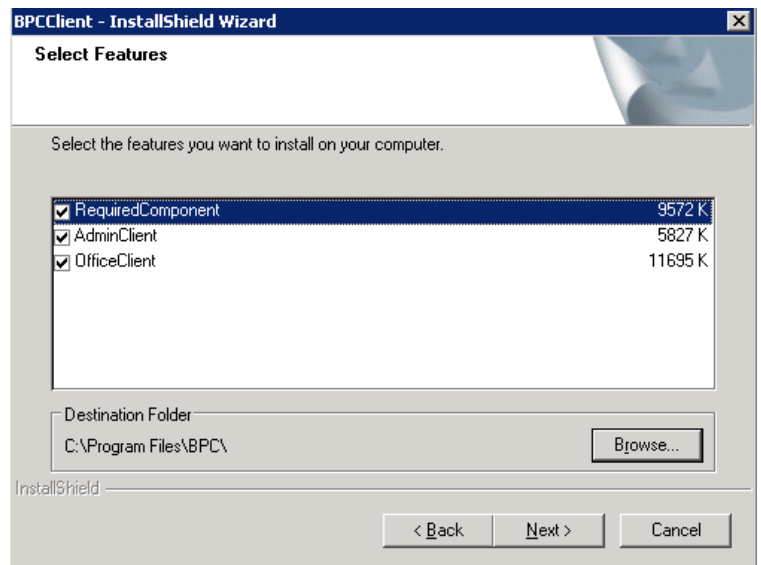 BPCClient - InstallShield Wizard
Select Features
Select the features you want to install on your computer.
RequiredComponent 9572 K
AdminClient 5827 K
OfficeClient 11695 K
Destination Folder
C:\Program Files\BPC\
Browse...
InstallShield
< Back Next > Cancel